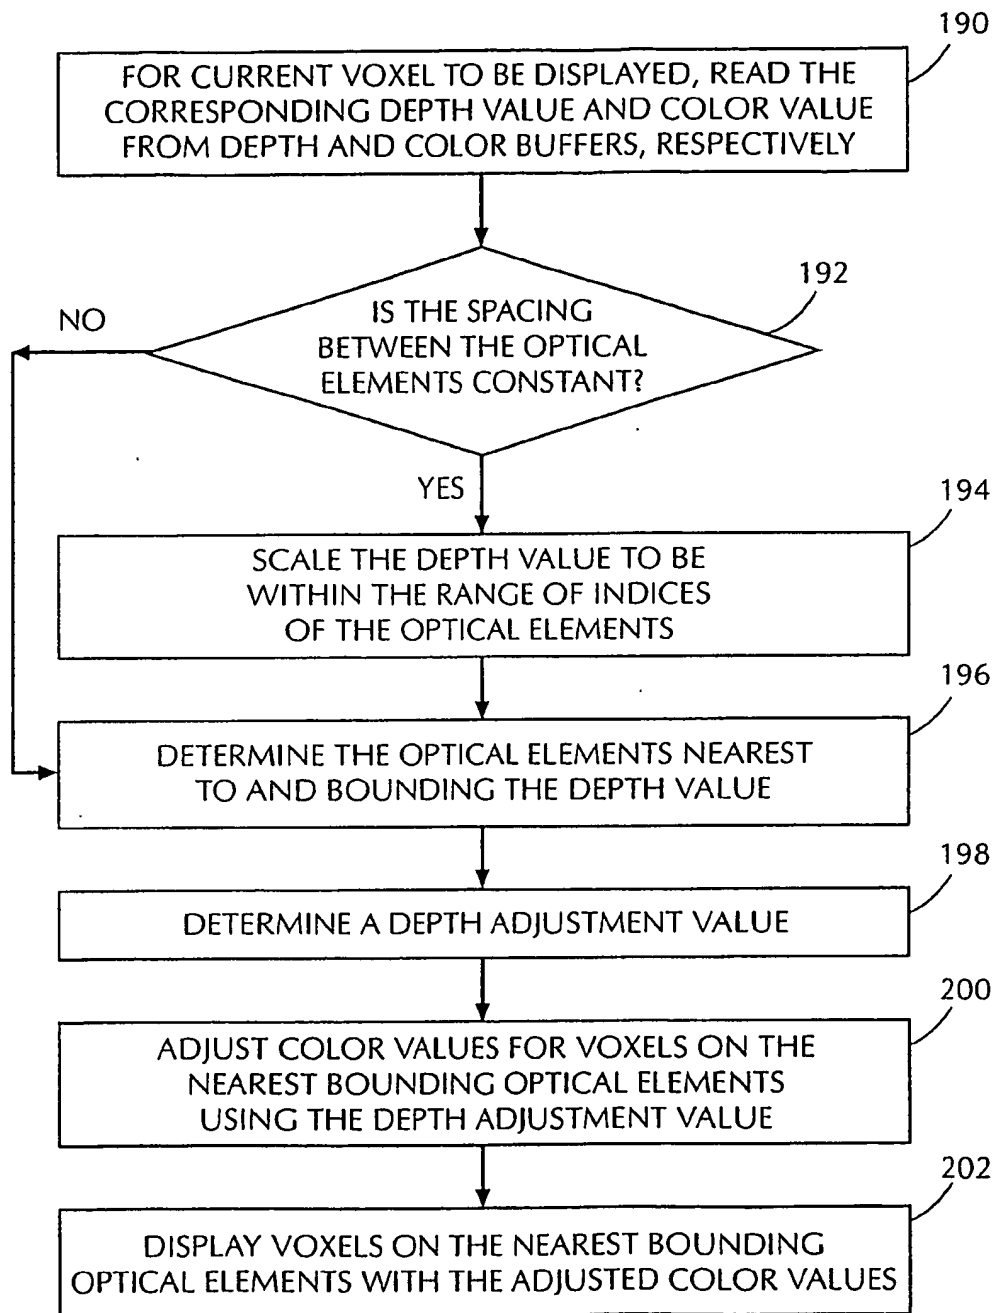 190
FOR CURRENT VOXEL TO BE DISPLAYED, READ THE
CORRESPONDING DEPTH VALUE AND COLOR VALUE
FROM DEPTH AND COLOR BUFFERS, RESPECTIVELY
192
IS THE SPACING
BETWEEN THE OPTICAL
ELEMENTS CONSTANT?
NO
YES
194
SCALE THE DEPTH VALUE TO BE
WITHIN THE RANGE OF INDICES
OF THE OPTICAL ELEMENTS
196
DETERMINE THE OPTICAL ELEMENTS NEAREST
TO AND BOUNDING THE DEPTH VALUE
198
DETERMINE A DEPTH ADJUSTMENT VALUE
200
ADJUST COLOR VALUES FOR VOXELS ON THE
NEAREST BOUNDING OPTICAL ELEMENTS
USING THE DEPTH ADJUSTMENT VALUE
202
DISPLAY VOXELS ON THE NEAREST BOUNDING
OPTICAL ELEMENTS WITH THE ADJUSTED COLOR VALUES